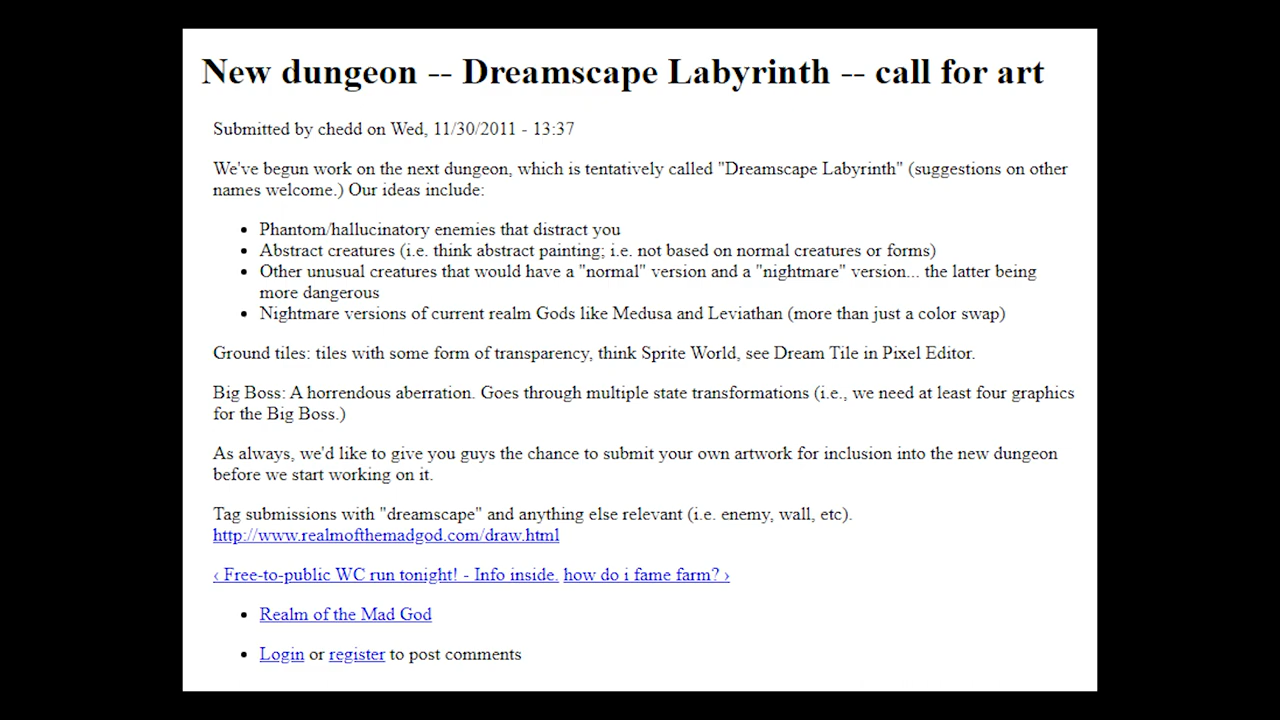 New dungeon -- Dreamscape Labyrinth -- call for art
Submitted by chedd on Wed, 11/30/2011 - 13:37
We've begun work on the next dungeon, which is tentatively called "Dreamscape Labyrinth" (suggestions on other
names welcome.) Our ideas include:
• Phantom/hallucinatory enemies that distract you
• Abstract creatures (i.e. think abstract painting; i.e. not based on normal creatures or forms)
• Other unusual creatures that would have a "normal" version and a "nightmare" version... the latter being
more dangerous
• Nightmare versions of current realm Gods like Medusa and Leviathan (more than just a color swap)
Ground tiles: tiles with some form of transparency, think Sprite World, see Dream Tile in Pixel Editor.
Big Boss: A horrendous aberration. Goes through multiple state transformations (i.e., we need at least four graphics
for the Big Boss.)
As always, we'd like to give you guys the chance to submit your own artwork for inclusion into the new dungeon
before we start working on it.
Tag submissions with "dreamscape" and anything else relevant (i.e. enemy, wall, etc).
http://www.realmofthemadgod.com/draw.html
‹ Free-to-public WC run tonight! - Info inside. how do i fame farm? ›
• Realm of the Mad God
• Login or register to post comments